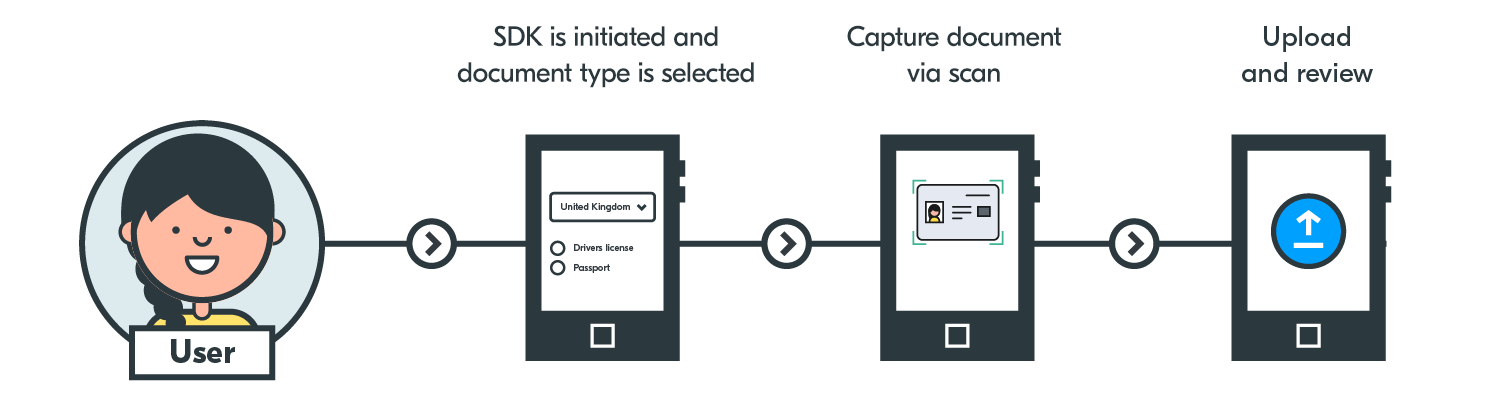 SDK is initiated and
document type is selected
Capture document
via scan
Upload
and review
United Kingdom
Drivers license
Passport
User